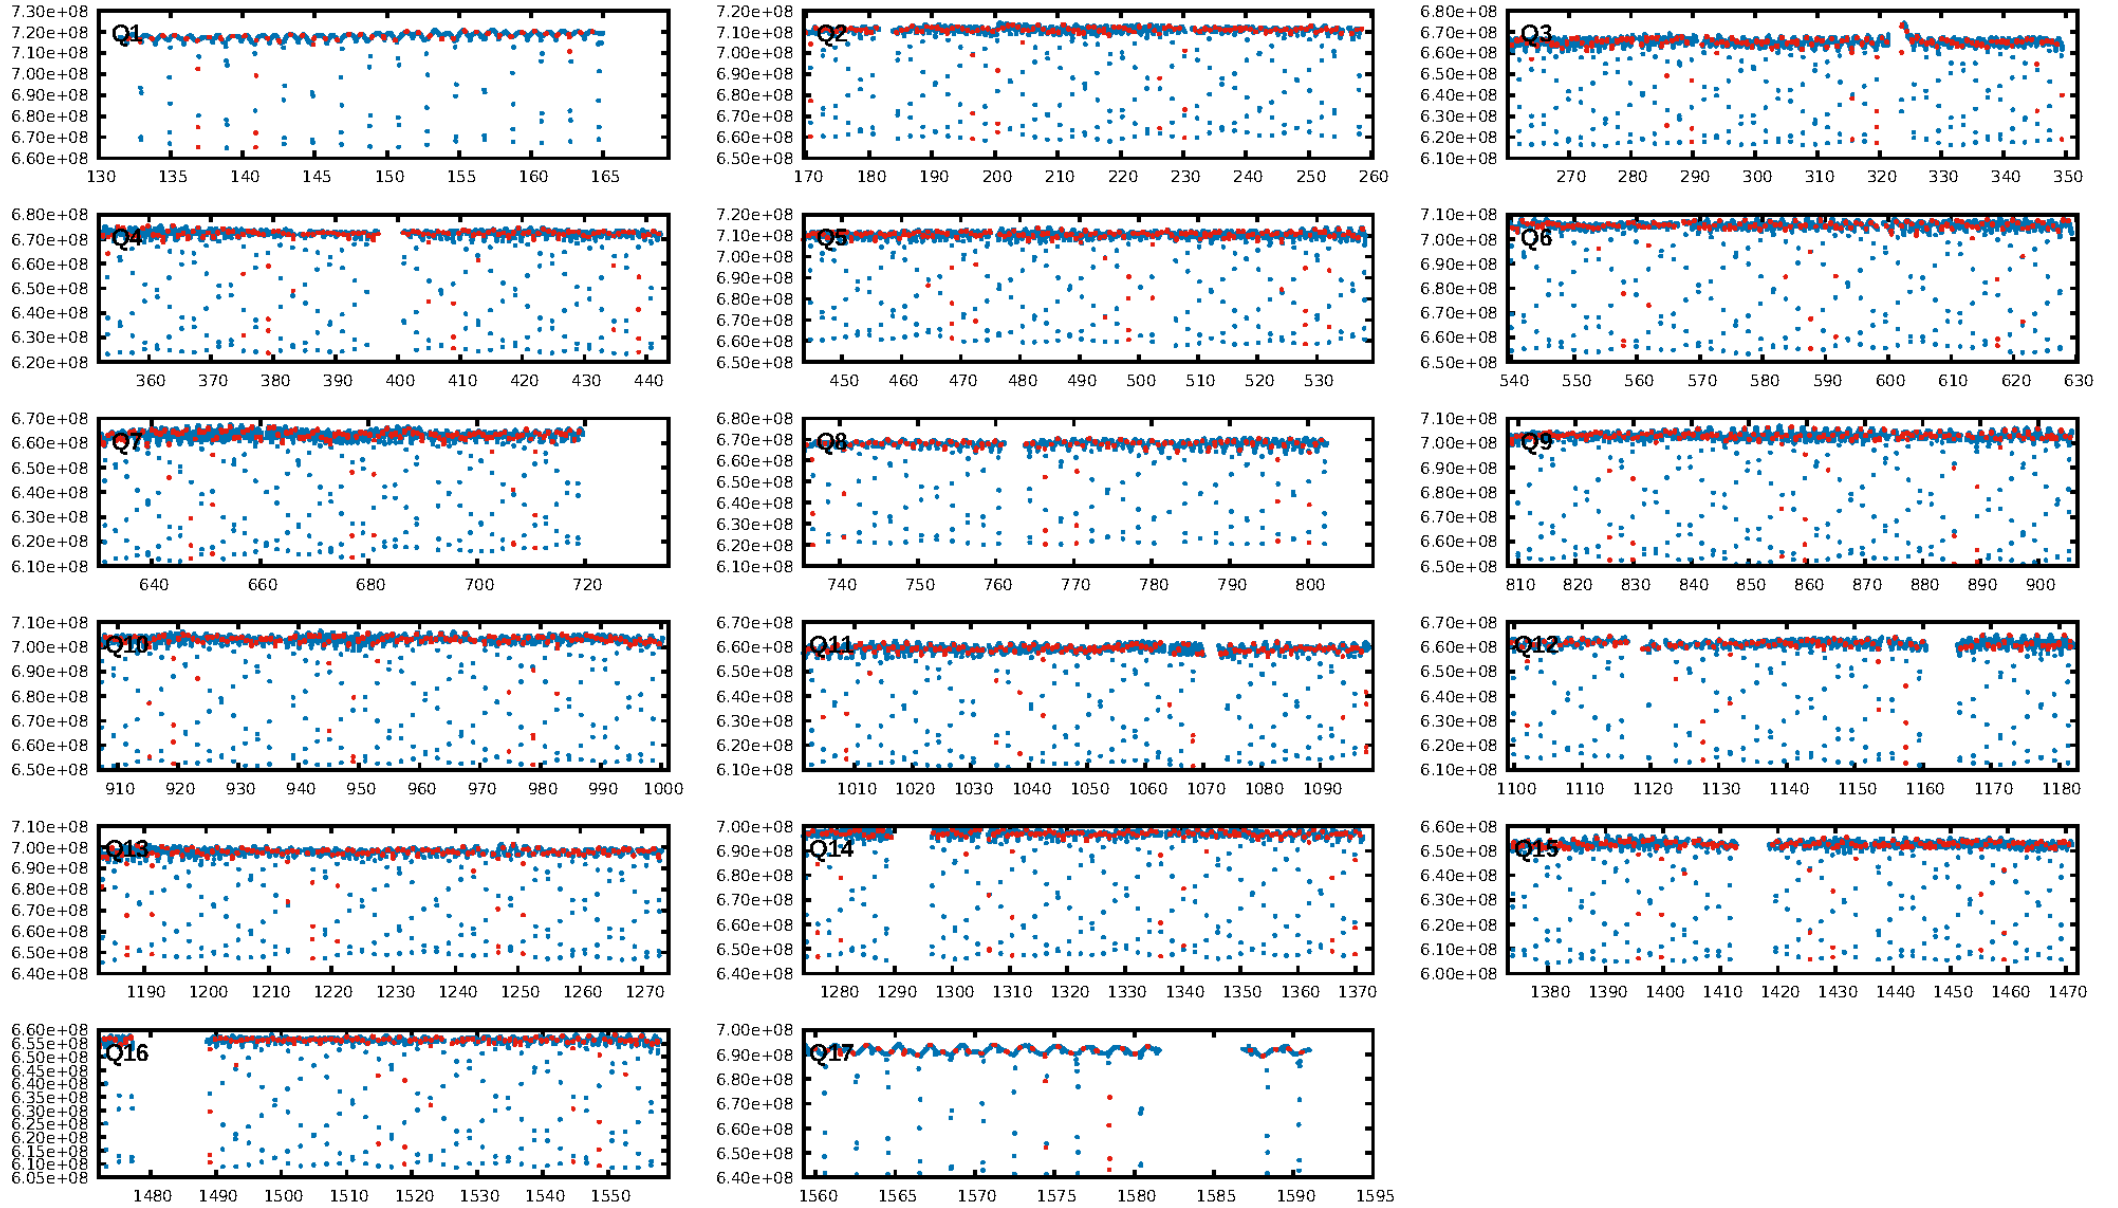 7.30e+08 7.20e+08 7.10e+08 7.00e+08 6.90e+08 6.80e+08 6.70e+08 6.60e+08
Q1
130 135 140 145 150 155 160 165
7.20e+08 7.10e+08 7.00e+08 6.90e+08 6.80e+08 6.70e+08 6.60e+08 6.50e+08
Q2
170 180 190 200 210 220 230 240 250 260
6.80e+08 6.70e+08 6.60e+08 6.50e+08 6.40e+08 6.30e+08 6.20e+08 6.10e+08
Q3
270 280 290 300 310 320 330 340 350
6.80e+08 6.70e+08 6.60e+08 6.50e+08 6.40e+08 6.30e+08 6.20e+08
Q4
360 370 380 390 400 410 420 430 440
7.20e+08 7.10e+08 7.00e+08 6.90e+08 6.80e+08 6.70e+08 6.60e+08 6.50e+08
Q5
450 460 470 480 490 500 510 520 530
7.10e+08 7.00e+08 6.90e+08 6.80e+08 6.70e+08 6.60e+08 6.50e+08
Q6
540 550 560 570 580 590 600 610 620 630
6.70e+08 6.60e+08 6.50e+08 6.40e+08 6.30e+08 6.20e+08 6.10e+08
Q7
640 660 680 700 720
6.80e+08 6.70e+08 6.60e+08 6.50e+08 6.40e+08 6.30e+08 6.20e+08 6.10e+08
Q8
740 750 760 770 780 790 800
7.10e+08 7.00e+08 6.90e+08 6.80e+08 6.70e+08 6.60e+08 6.50e+08
Q9
810 820 830 840 850 860 870 880 890 900
7.10e+08 7.00e+08 6.90e+08 6.80e+08 6.70e+08 6.60e+08 6.50e+08
Q10
910 920 930 940 950 960 970 980 990 1000
6.70e+08 6.60e+08 6.50e+08 6.40e+08 6.30e+08 6.20e+08 6.10e+08
Q11
1010 1020 1030 1040 1050 1060 1070 1080 1090
6.70e+08 6.60e+08 6.50e+08 6.40e+08 6.30e+08 6.20e+08 6.10e+08
Q12
1100 1110 1120 1130 1140 1150 1160 1170 1180
7.10e+08 7.00e+08 6.90e+08 6.80e+08 6.70e+08 6.60e+08 6.50e+08 6.40e+08
Q13
1190 1200 1210 1220 1230 1240 1250 1260 1270
7.00e+08 6.90e+08 6.80e+08 6.70e+08 6.60e+08 6.50e+08 6.40e+08
Q14
1280 1290 1300 1310 1320 1330 1340 1350 1360 1370
6.60e+08 6.50e+08 6.40e+08 6.30e+08 6.20e+08 6.10e+08 6.00e+08
Q15
1380 1390 1400 1410 1420 1430 1440 1450 1460 1470
6.60e+08 6.55e+08 6.50e+08 6.45e+08 6.40e+08 6.35e+08 6.30e+08 6.25e+08 6.20e+08 6.15e+08 6.10e+08 6.05e+08
Q16
1480 1490 1500 1510 1520 1530 1540 1550
7.00e+08 6.90e+08 6.80e+08 6.70e+08 6.60e+08 6.50e+08 6.40e+08
Q17
1560 1565 1570 1575 1580 1585 1590 1595